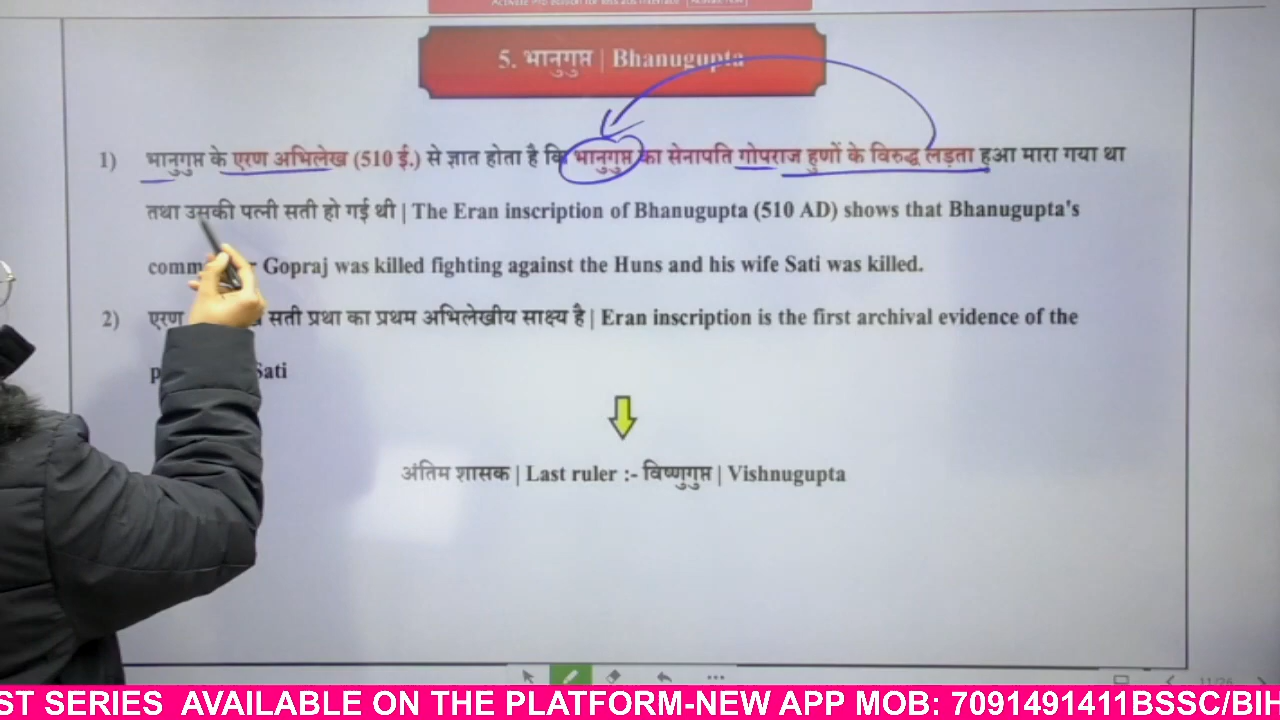 5. भानुगुप्त | Bhanugupta
1) भानुगुप्त के एरण अभिलेख (510 ई.) से ज्ञात होता है कि भानुगुप्त का सेनापति गोपराज हुणों के विरुद्ध लड़ता हुआ मारा गया था
तथा उसकी पत्नी सती हो गई थी | The Eran inscription of Bhanugupta (510 AD) shows that Bhanugupta's
Gopraj was killed fighting against the Huns and his wife Sati was killed.
2) एरण सती प्रथा का प्रथम अभिलेखीय साक्ष्य है | Eran inscription is the first archival evidence of the
Sati
अंतिम शासक | Last ruler :- विष्णुगुप्त | Vishnugupta
11/26
ST SERIES AVAILABLE ON THE PLATFORM-NEW APP MOB: 7091491411BSSC/BIH